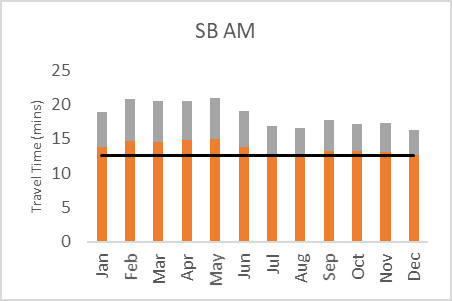 SB AM
Travel Time (mins)
25
20
15
10
5
0
Jan
Feb
Mar
Apr
May
Jun
Jul
Aug
Sep
Oct
Nov
Dec